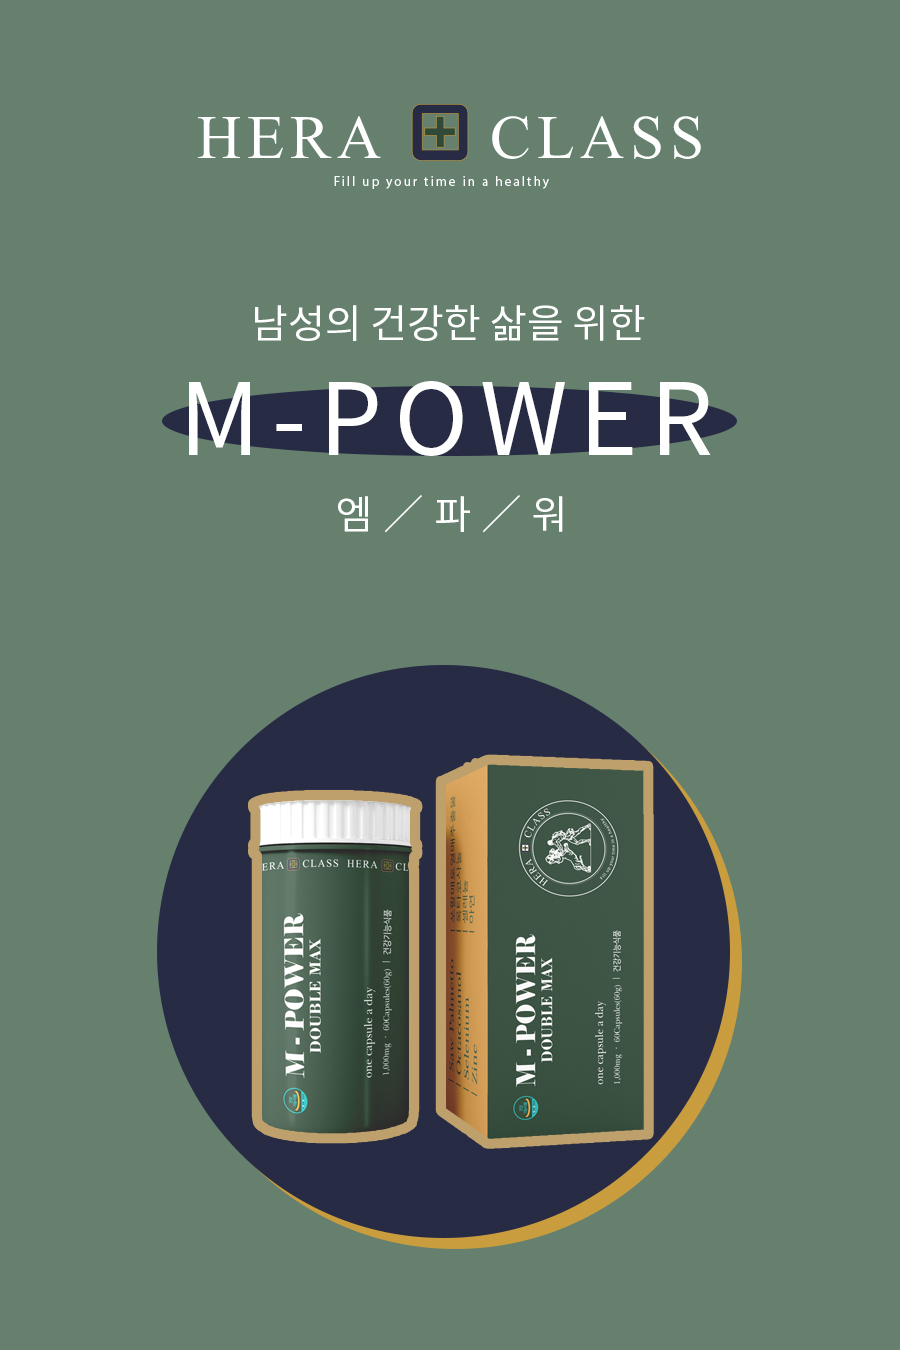 HERA CLASS
Fill up your time in a healthy
남성의 건강한 삶을 위한
M-POWER
엠 ／ 파 ／ 워
ERA CLASS HERA CL
M - POWER
DOUBLE MAX
one capsule a day
1,000mg · 60Capsules(60g) | 건강기능식품
| Saw Palmetto
| Octacosanol
| Selenium
| Zinc
HERA CLASS
M - POWER
DOUBLE MAX
one capsule a day
1,000mg · 60Capsules(60g) | 건강기능식품